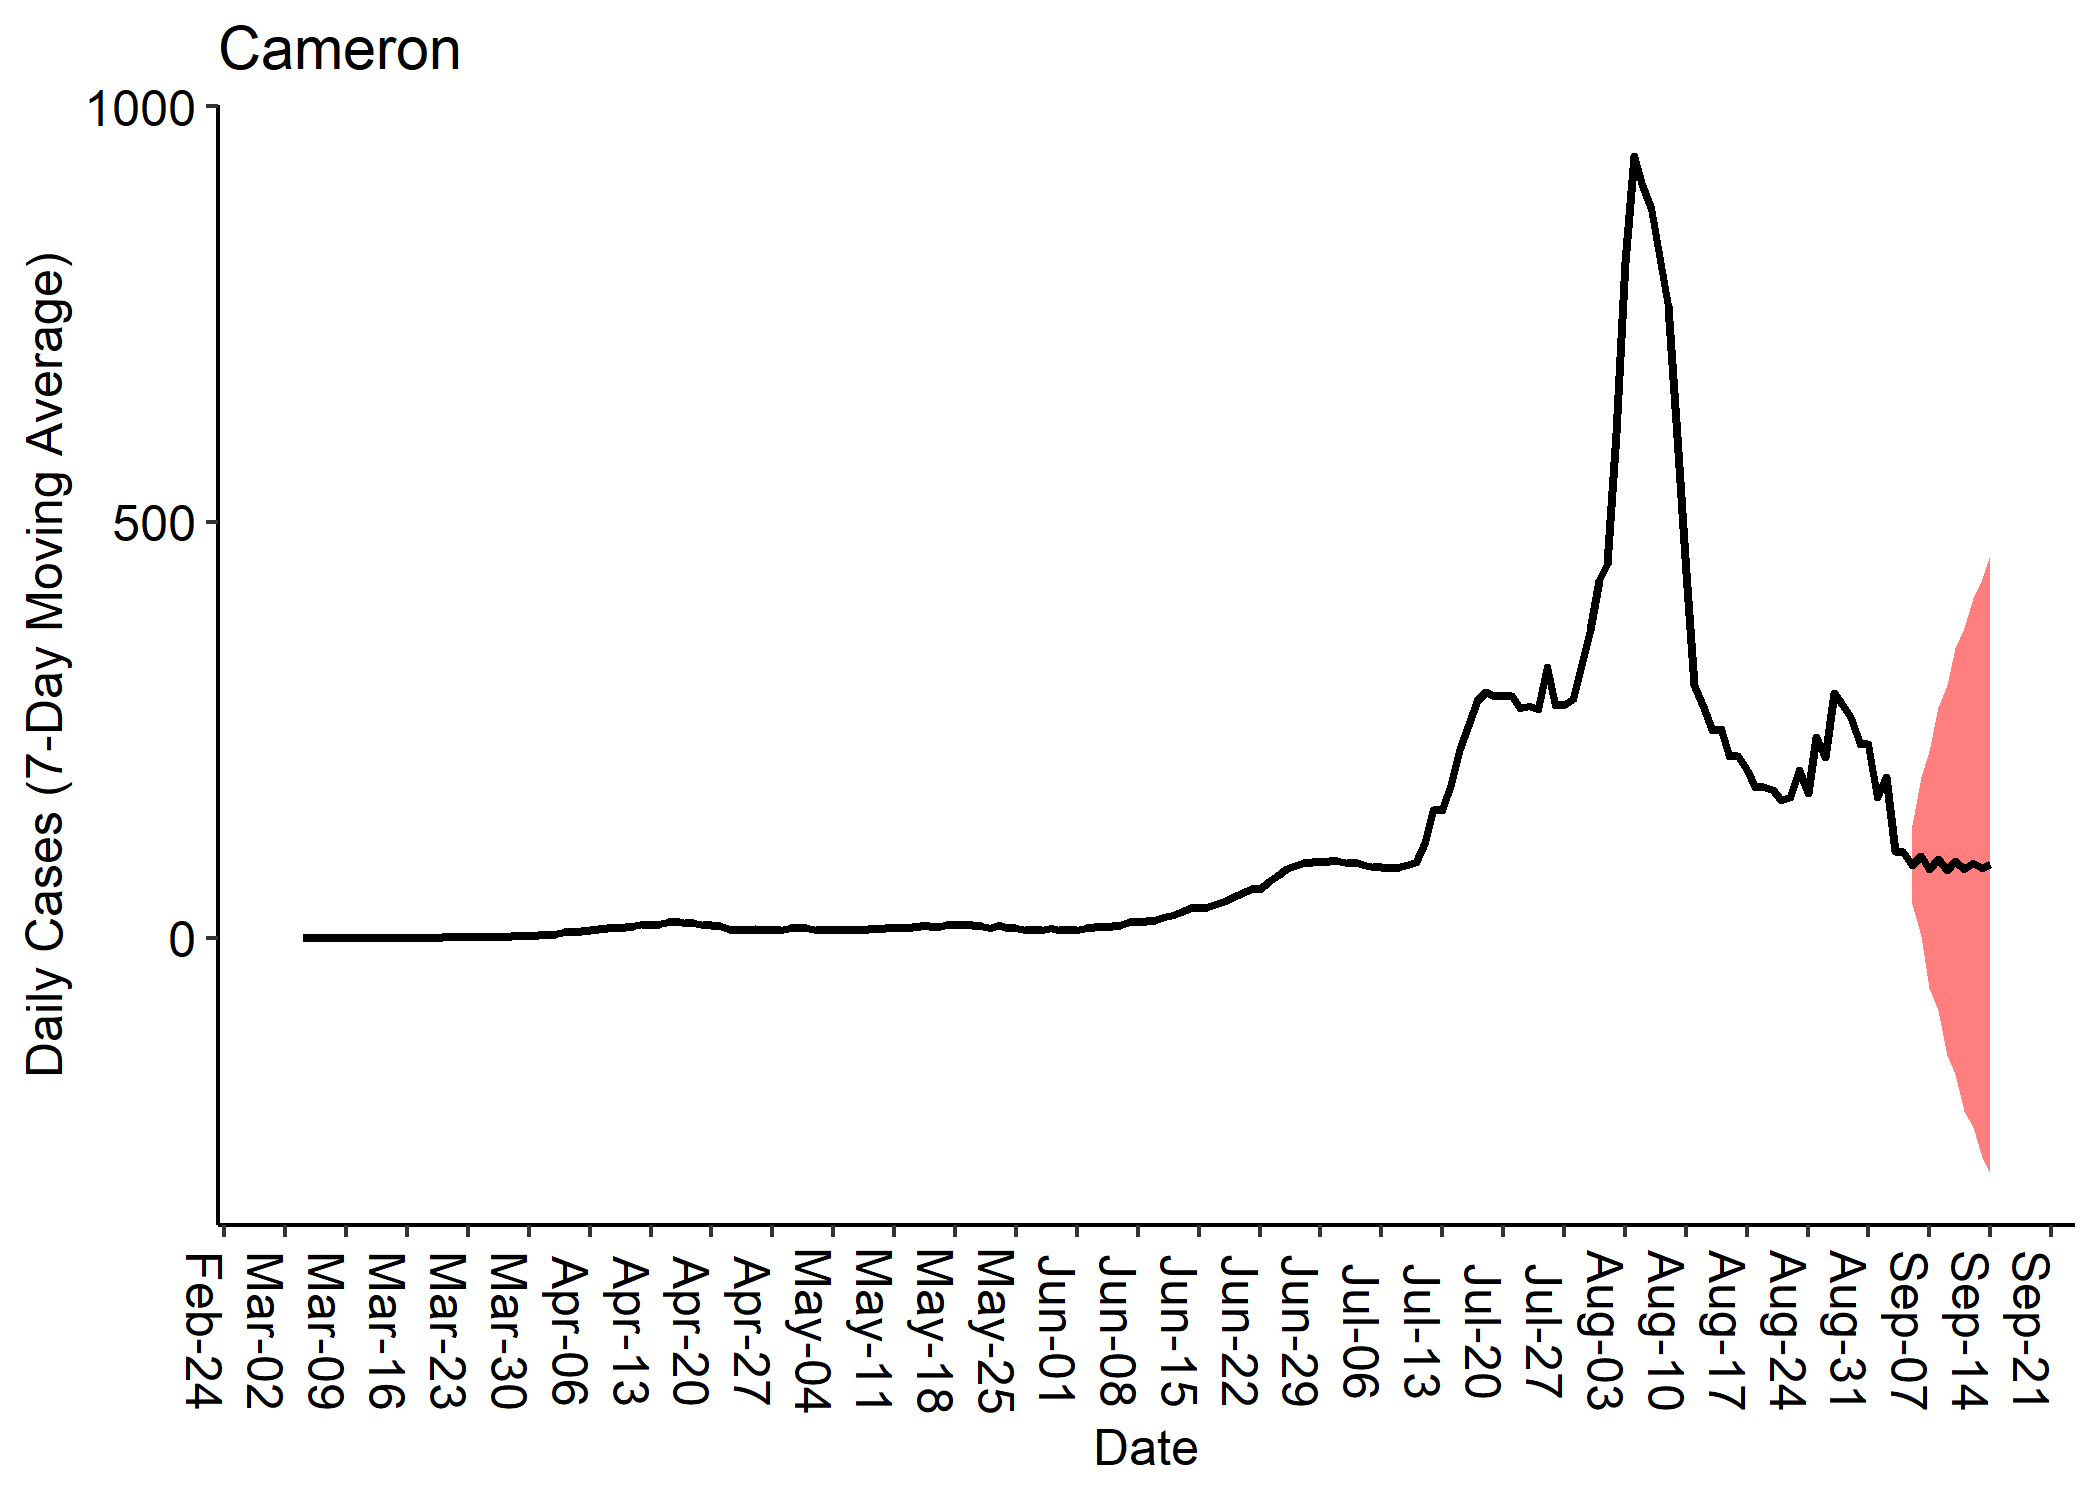 Cameron
Daily Cases (7-Day Moving Average)
1000
500
0
Feb-24
Mar-02
Mar-09
Mar-16
Mar-23
Mar-30
Apr-06
Apr-13
Apr-20
Apr-27
May-04
May-11
May-18
May-25
Jun-01
Jun-08
Jun-15
Jun-22
Jun-29
Jul-06
Jul-13
Jul-20
Jul-27
Aug-03
Aug-10
Aug-17
Aug-24
Aug-31
Sep-07
Sep-14
Sep-21
Date